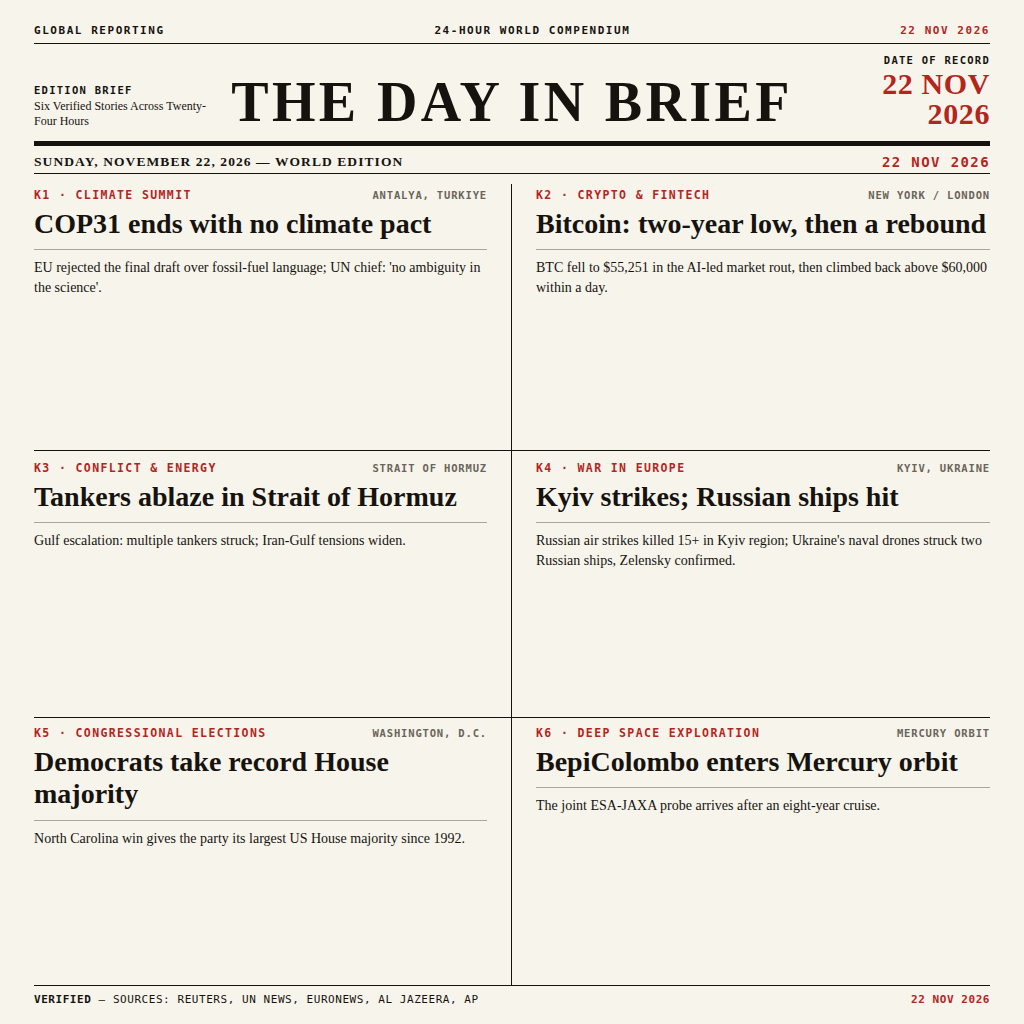 GLOBAL REPORTING
24-HOUR WORLD COMPENDIUM
22 NOV 2026
EDITION BRIEF
Six Verified Stories Across Twenty-
Four Hours
THE DAY IN BRIEF
DATE OF RECORD
22 NOV
2026
SUNDAY, NOVEMBER 22, 2026 — WORLD EDITION
22 NOV 2026
K1 · CLIMATE SUMMIT
ANTALYA, TURKIYE
COP31 ends with no climate pact
EU rejected the final draft over fossil-fuel language; UN chief: 'no ambiguity in
the science'.
K2 · CRYPTO & FINTECH
NEW YORK / LONDON
Bitcoin: two-year low, then a rebound
BTC fell to $55,251 in the AI-led market rout, then climbed back above $60,000
within a day.
K3 · CONFLICT & ENERGY
STRAIT OF HORMUZ
Tankers ablaze in Strait of Hormuz
Gulf escalation: multiple tankers struck; Iran-Gulf tensions widen.
K4 · WAR IN EUROPE
KYIV, UKRAINE
Kyiv strikes; Russian ships hit
Russian air strikes killed 15+ in Kyiv region; Ukraine's naval drones struck two
Russian ships, Zelensky confirmed.
K5 · CONGRESSIONAL ELECTIONS
WASHINGTON, D.C.
Democrats take record House
majority
North Carolina win gives the party its largest US House majority since 1992.
K6 · DEEP SPACE EXPLORATION
MERCURY ORBIT
BepiColombo enters Mercury orbit
The joint ESA-JAXA probe arrives after an eight-year cruise.
VERIFIED — SOURCES: REUTERS, UN NEWS, EURONEWS, AL JAZEERA, AP
22 NOV 2026